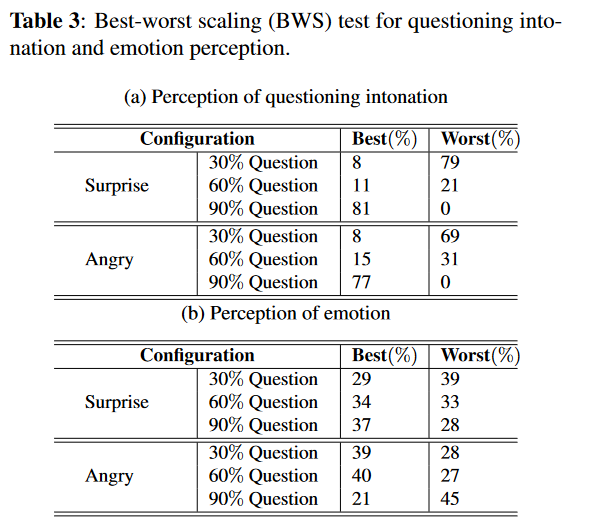 Table 3: Best-worst scaling (BWS) test for questioning into-
nation and emotion perception.
(a) Perception of questioning intonation
Configuration Best(%) Worst(%)
30% Question 8 79
Surprise 60% Question 11 21
90% Question 81 0
30% Question 8 69
Angry 60% Question 15 31
90% Question 77 0
(b) Perception of emotion
Configuration Best(%) Worst(%)
30% Question 29 39
Surprise 60% Question 34 33
90% Question 37 28
30% Question 39 28
Angry 60% Question 40 27
90% Question 21 45